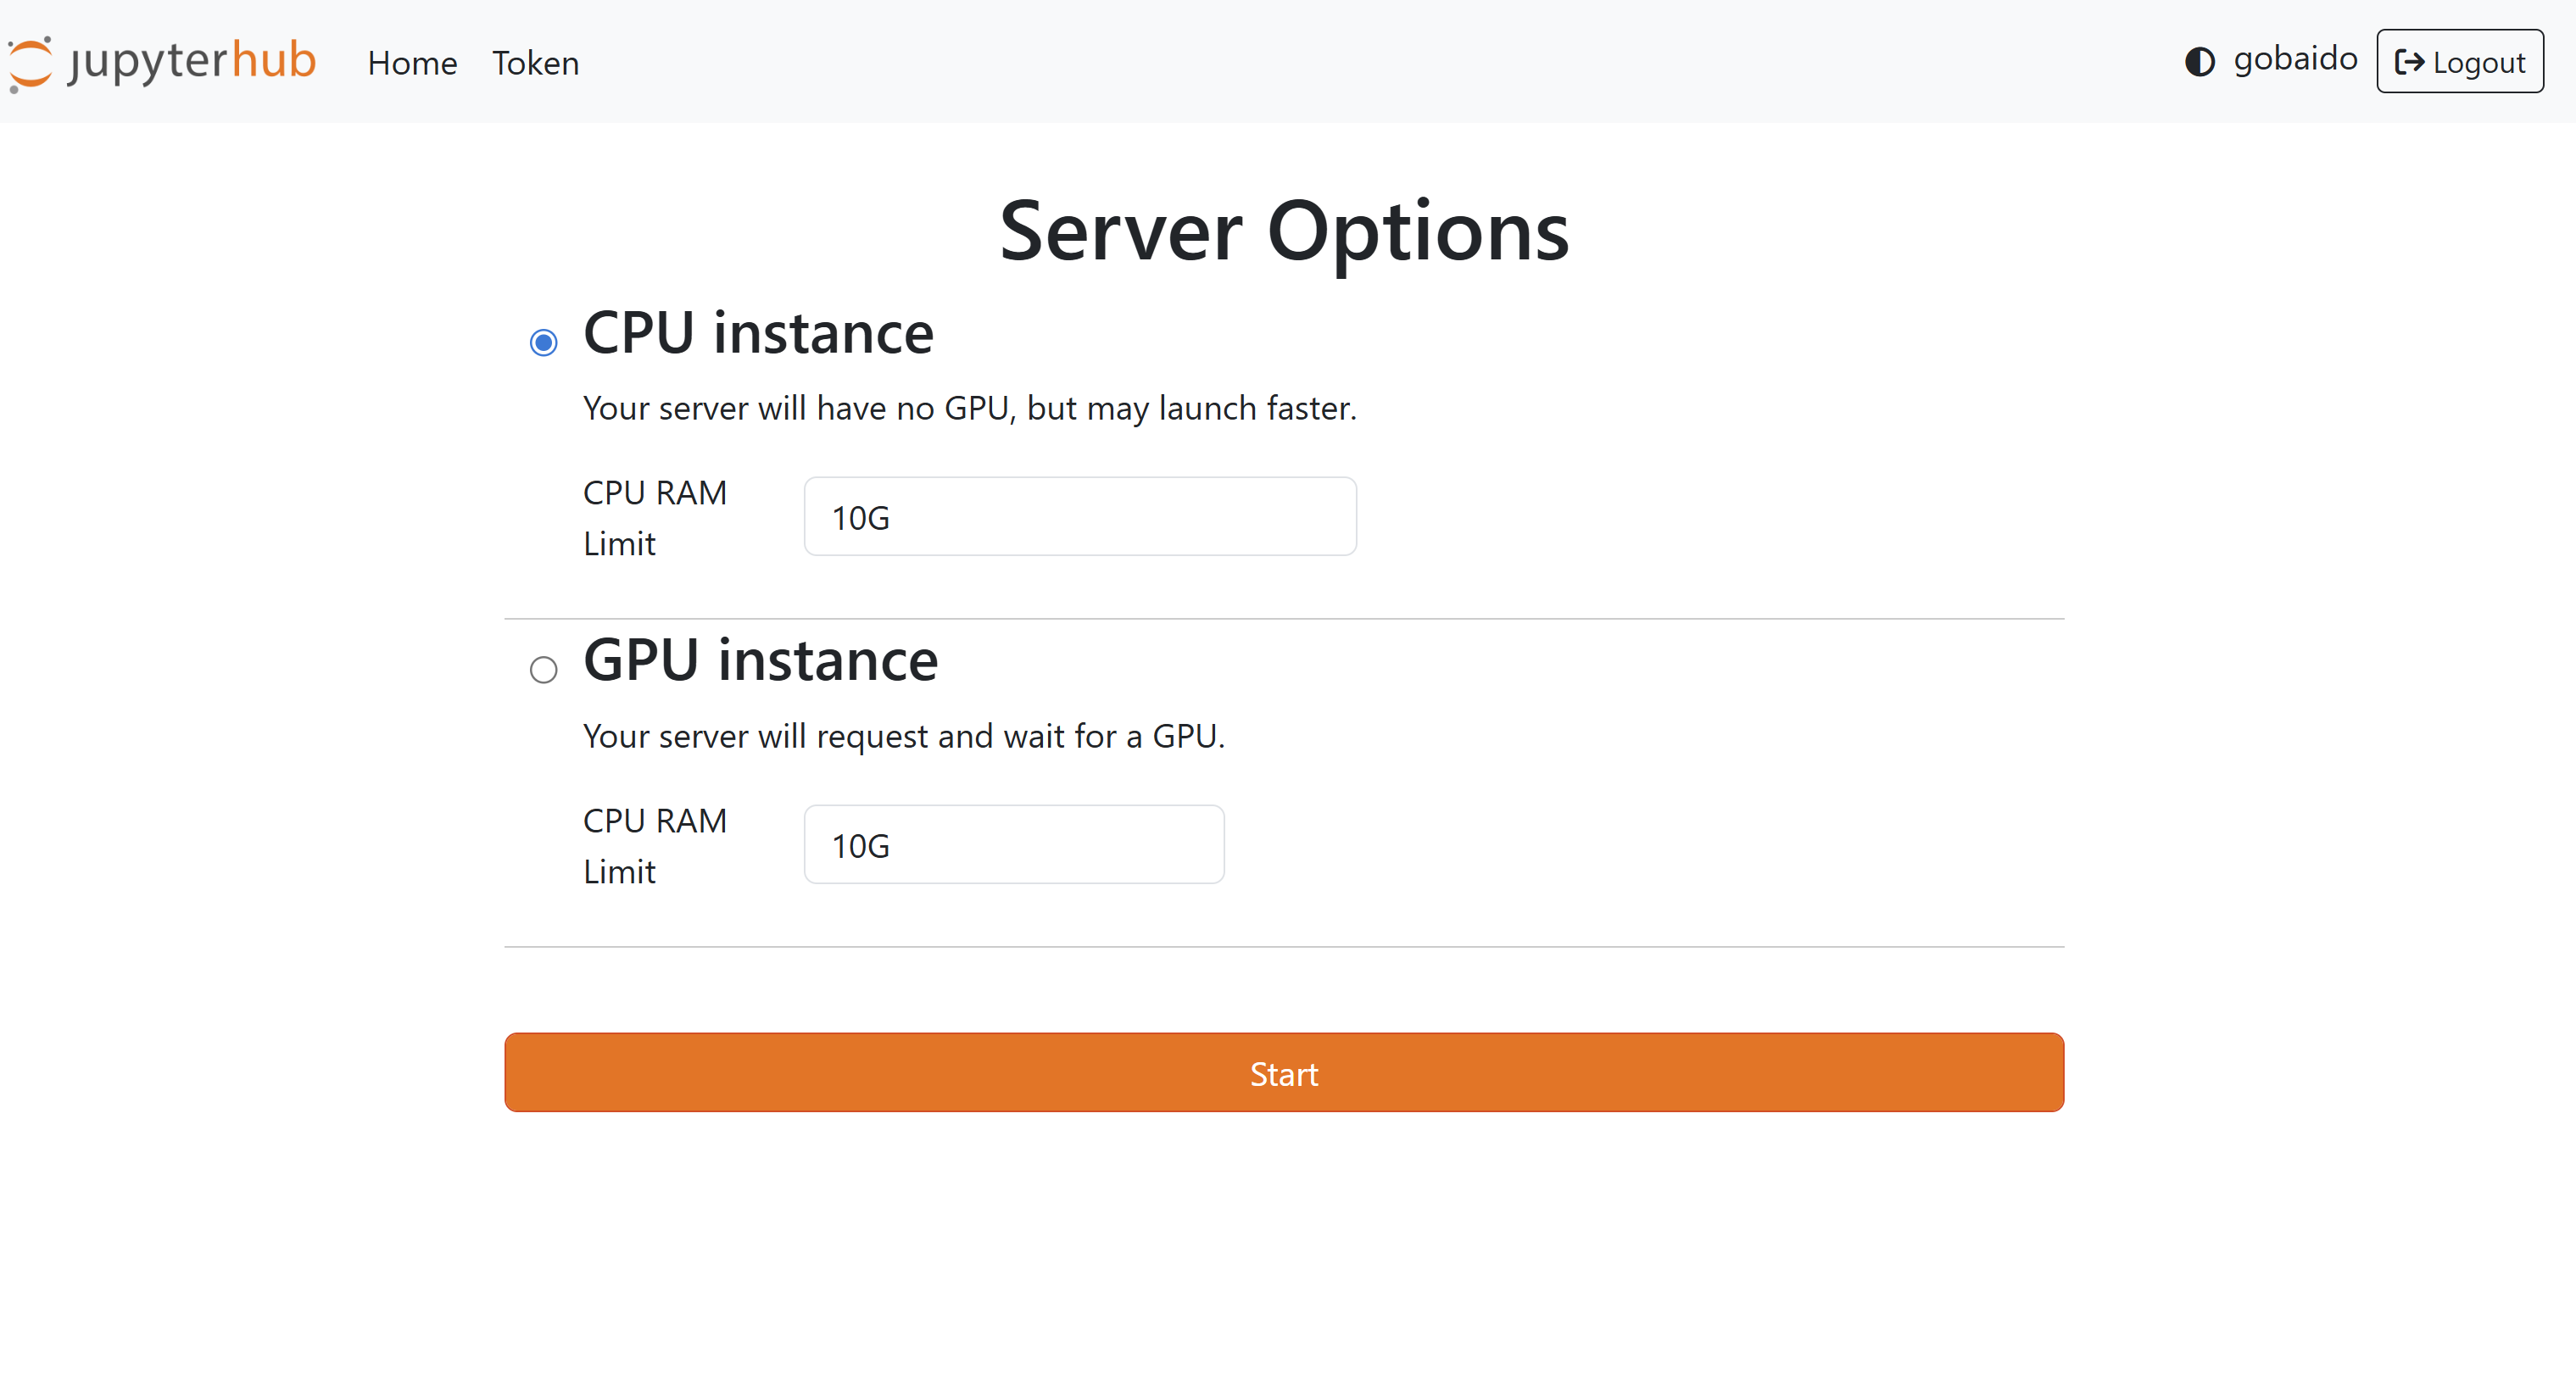 jupyterhub Home Token gobaido Logout
Server Options
CPU instance
Your server will have no GPU, but may launch faster.
CPU RAM
Limit
10G
GPU instance
Your server will request and wait for a GPU.
CPU RAM
Limit
10G
Start